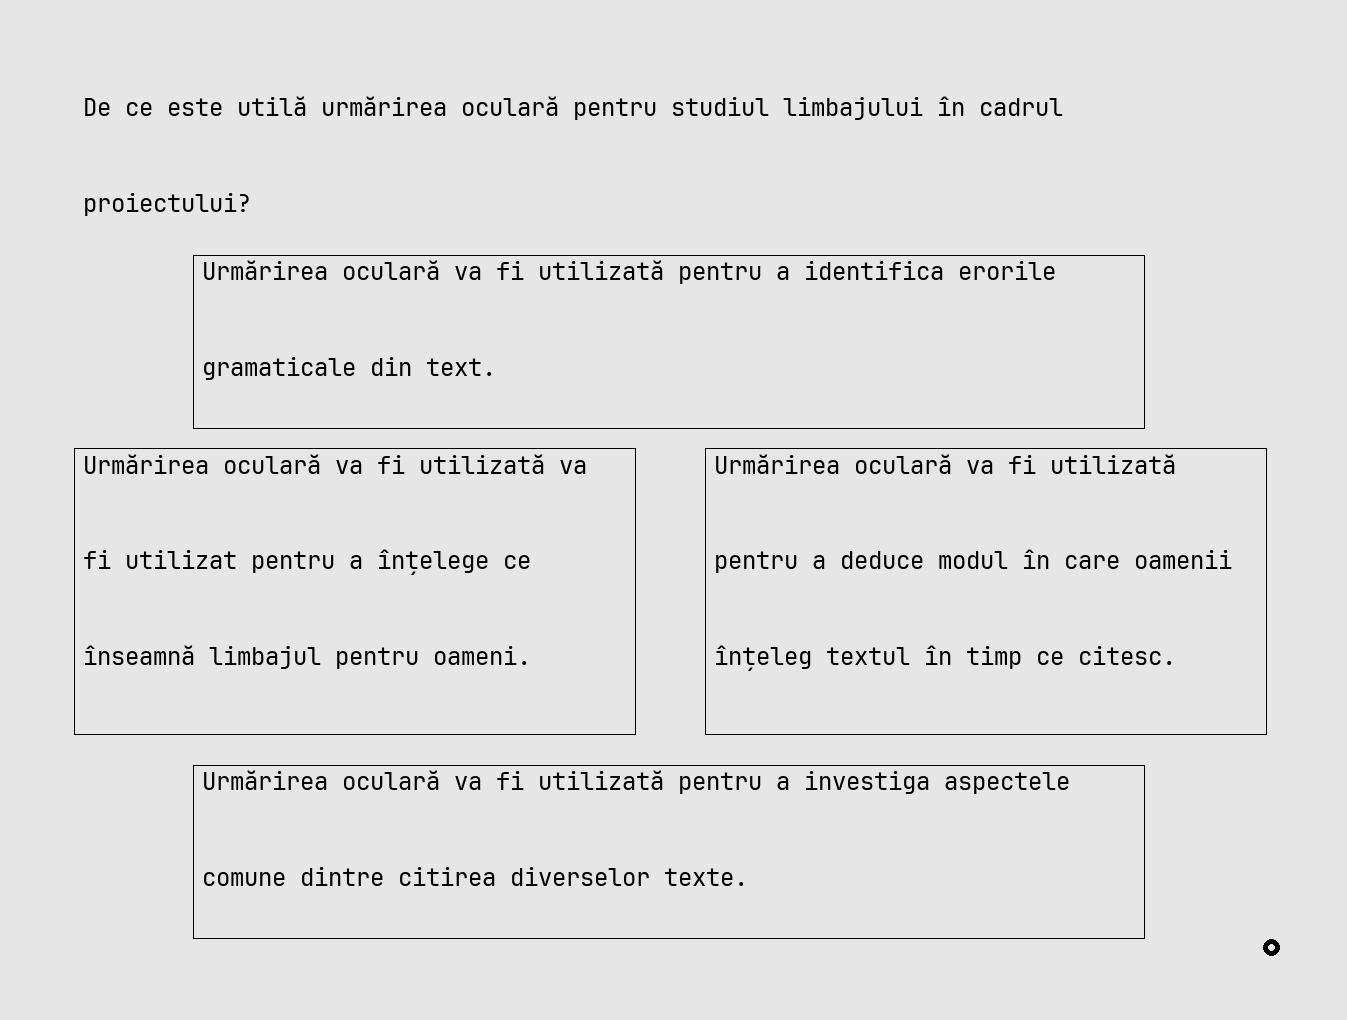 De ce este utilă urmărirea oculară pentru studiul limbajului în cadrul
proiectului?
Urmărirea oculară va fi utilizată pentru a identifica erorile
gramaticale din text.
Urmărirea oculară va fi utilizată va
fi utilizat pentru a înțelege ce
înseamnă limbajul pentru oameni.
Urmărirea oculară va fi utilizată
pentru a deduce modul în care oamenii
înțeleg textul în timp ce citesc.
Urmărirea oculară va fi utilizată pentru a investiga aspectele
comune dintre citirea diverselor texte.